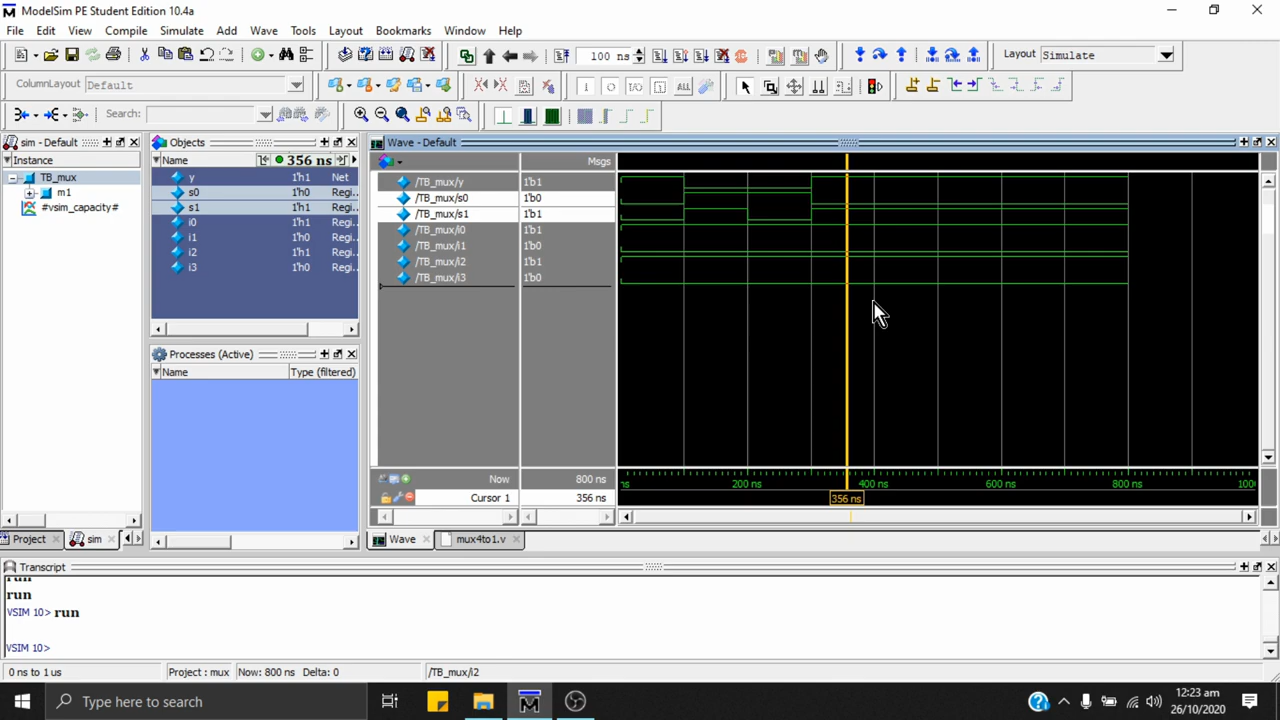 ModelSim PE Student Edition 10.4a
File Edit View Compile Simulate Add Wave Tools Layout Bookmarks Window Help
100 ns
Layout Simulate
ColumnLayout Default
Search:
sim - Default
Instance
TB_mux
m1
#vsim_capacity#
Project
sim
Objects
Name 356 ns
y 1'h1 Net
s0 1'h0 Regi..
s1 1'h1 Regi..
i0 1'h1 Regi..
i1 1'h0 Regi..
i2 1'h1 Regi..
i3 1'h0 Regi..
Processes (Active)
Name Type (filtered)
Wave - Default
Msgs
/TB_mux/y 1'b1
/TB_mux/s0 1'b0
/TB_mux/s1 1'b1
/TB_mux/i0 1'b1
/TB_mux/i1 1'b0
/TB_mux/i2 1'b1
/TB_mux/i3 1'b0
Now 800 ns
ns 200 ns 400 ns 600 ns 800 ns 100
Cursor 1 356 ns
356 ns
Wave mux4to1.v
Transcript
run
run
VSIM 10> run
VSIM 10>
0 ns to 1 us Project : mux Now: 800 ns Delta: 0 /TB_mux/i2
Type here to search
12:23 am
26/10/2020